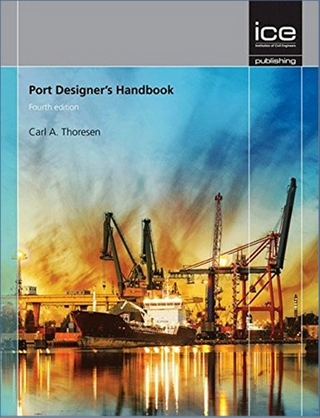 ice
Institution of Civil Engineers
publishing
Port Designer's Handbook
Fourth edition
Carl A. Thoresen